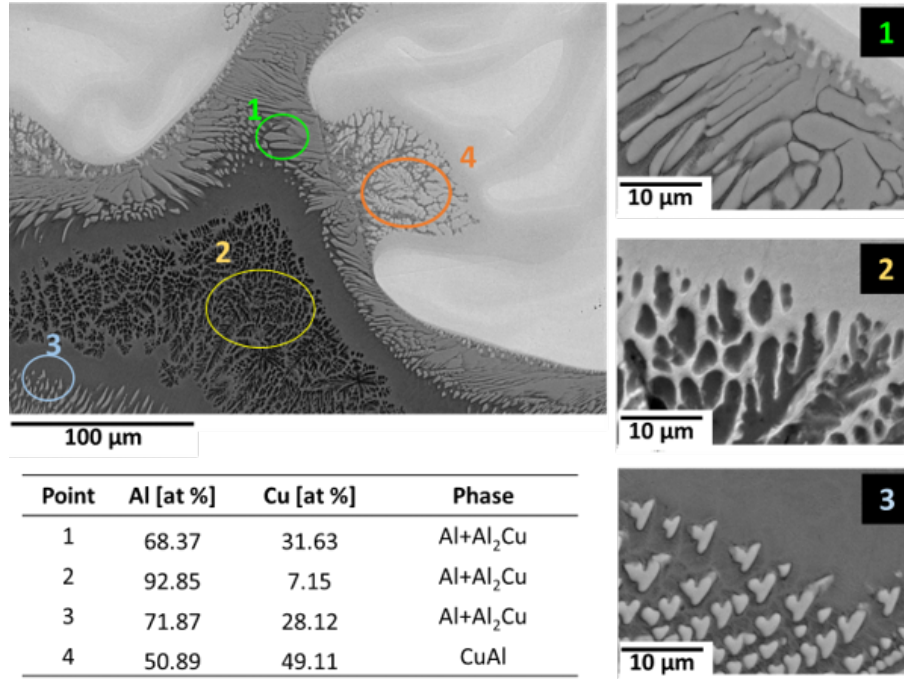 1
4
2
3
100 μm
1
10 μm
2
10 μm
3
10 μm
Point Al [at %] Cu [at %] Phase
1 68.37 31.63 Al+Al₂Cu
2 92.85 7.15 Al+Al₂Cu
3 71.87 28.12 Al+Al₂Cu
4 50.89 49.11 CuAl